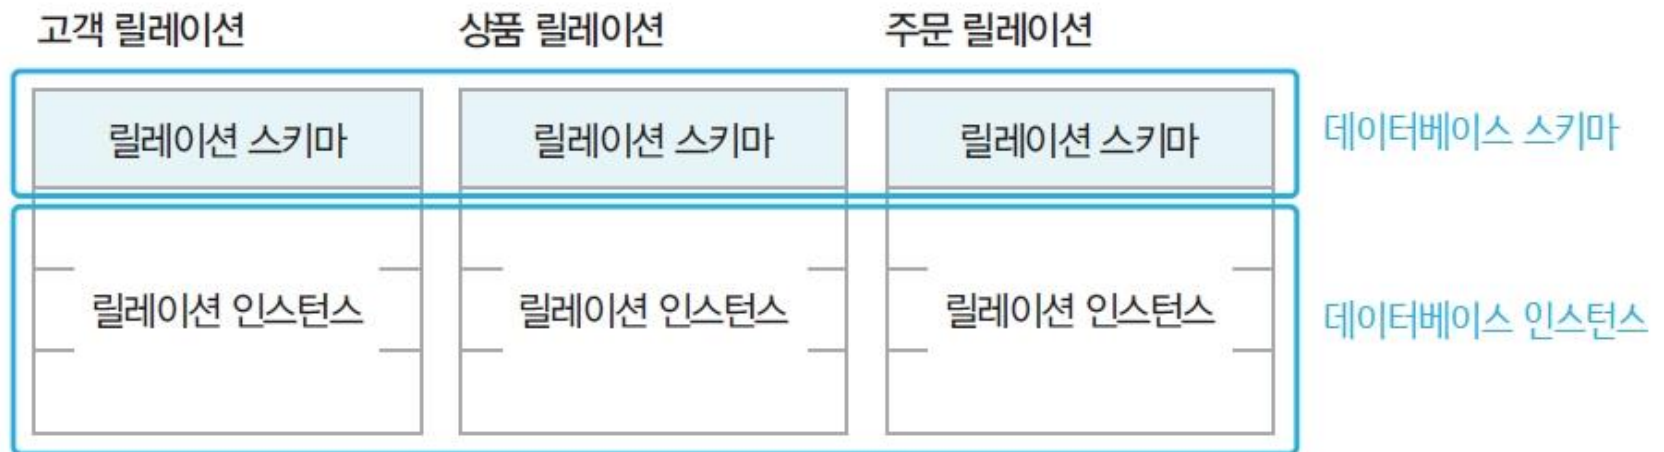 고객 릴레이션 상품 릴레이션 주문 릴레이션
릴레이션 스키마 릴레이션 스키마 릴레이션 스키마 데이터베이스 스키마
릴레이션 인스턴스 릴레이션 인스턴스 릴레이션 인스턴스 데이터베이스 인스턴스